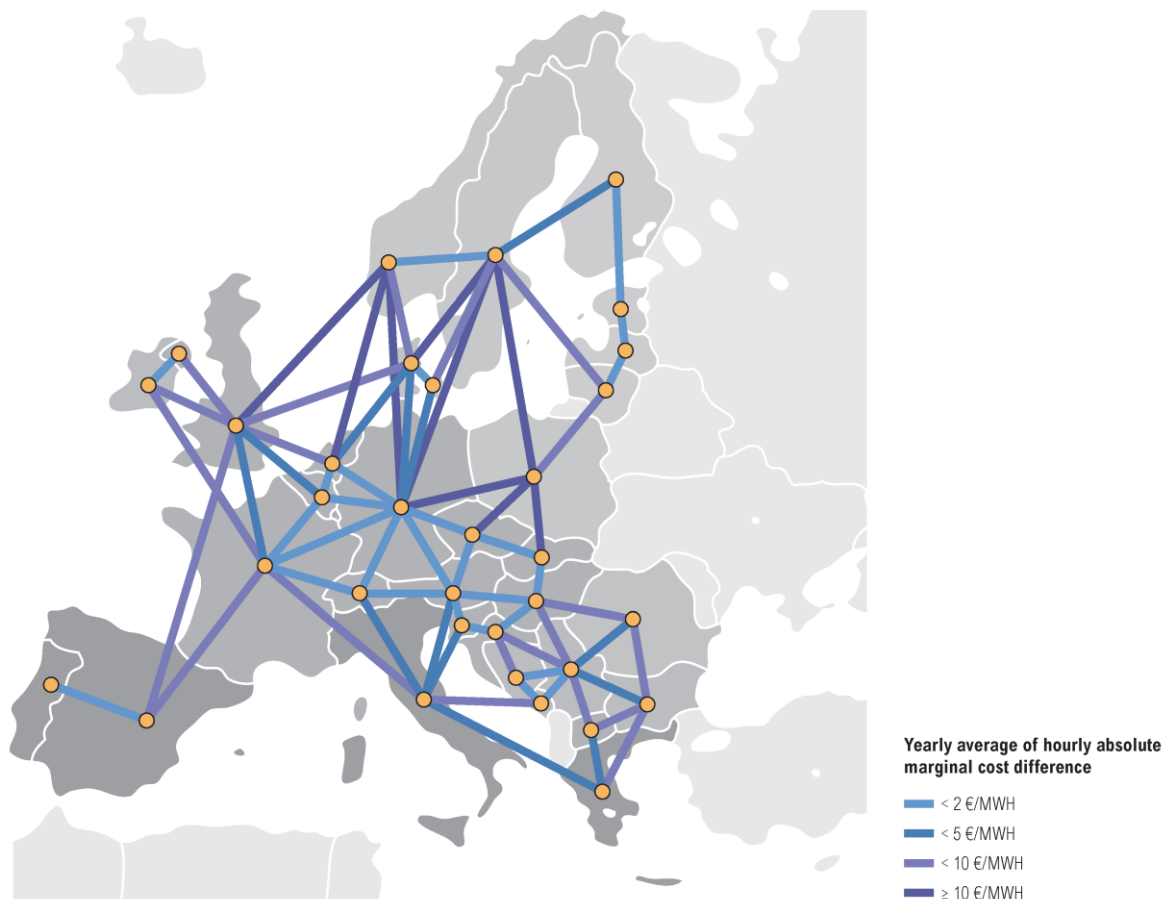 Yearly average of hourly absolute
marginal cost difference
< 2 €/MWH
< 5 €/MWH
< 10 €/MWH
≥ 10 €/MWH